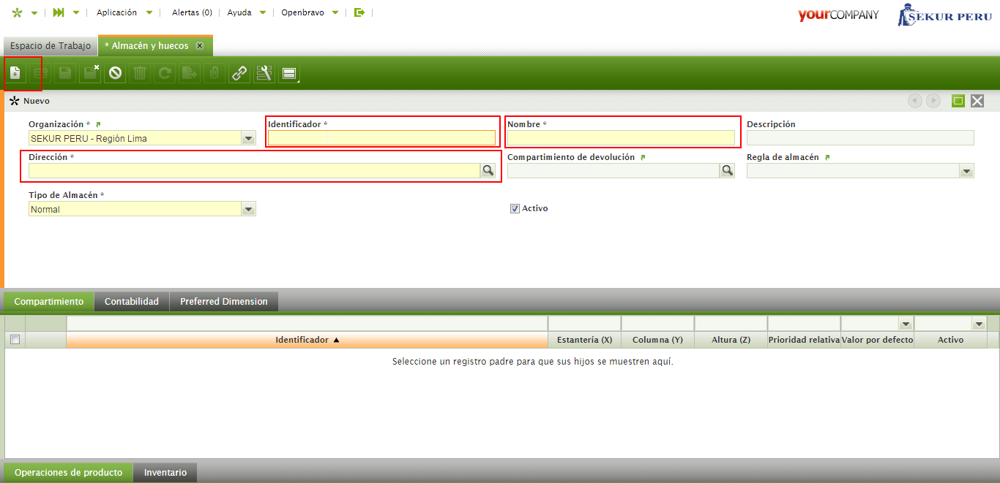 Aplicación Alertas (0) Ayuda Openbravo yourCOMPANY SEKUR PERU
Espacio de Trabajo * Almacén y huecos
Nuevo
Organización * Identificador * Nombre * Descripción
SEKUR PERU - Región Lima
Dirección * Compartimiento de devolución Regla de almacén
Tipo de Almacén *
Normal Activo
Compartimiento Contabilidad Preferred Dimension
Identificador Estantería (X) Columna (Y) Altura (Z) Prioridad relativa Valor por defecto Activo
Seleccione un registro padre para que sus hijos se muestren aquí.
Operaciones de producto Inventario